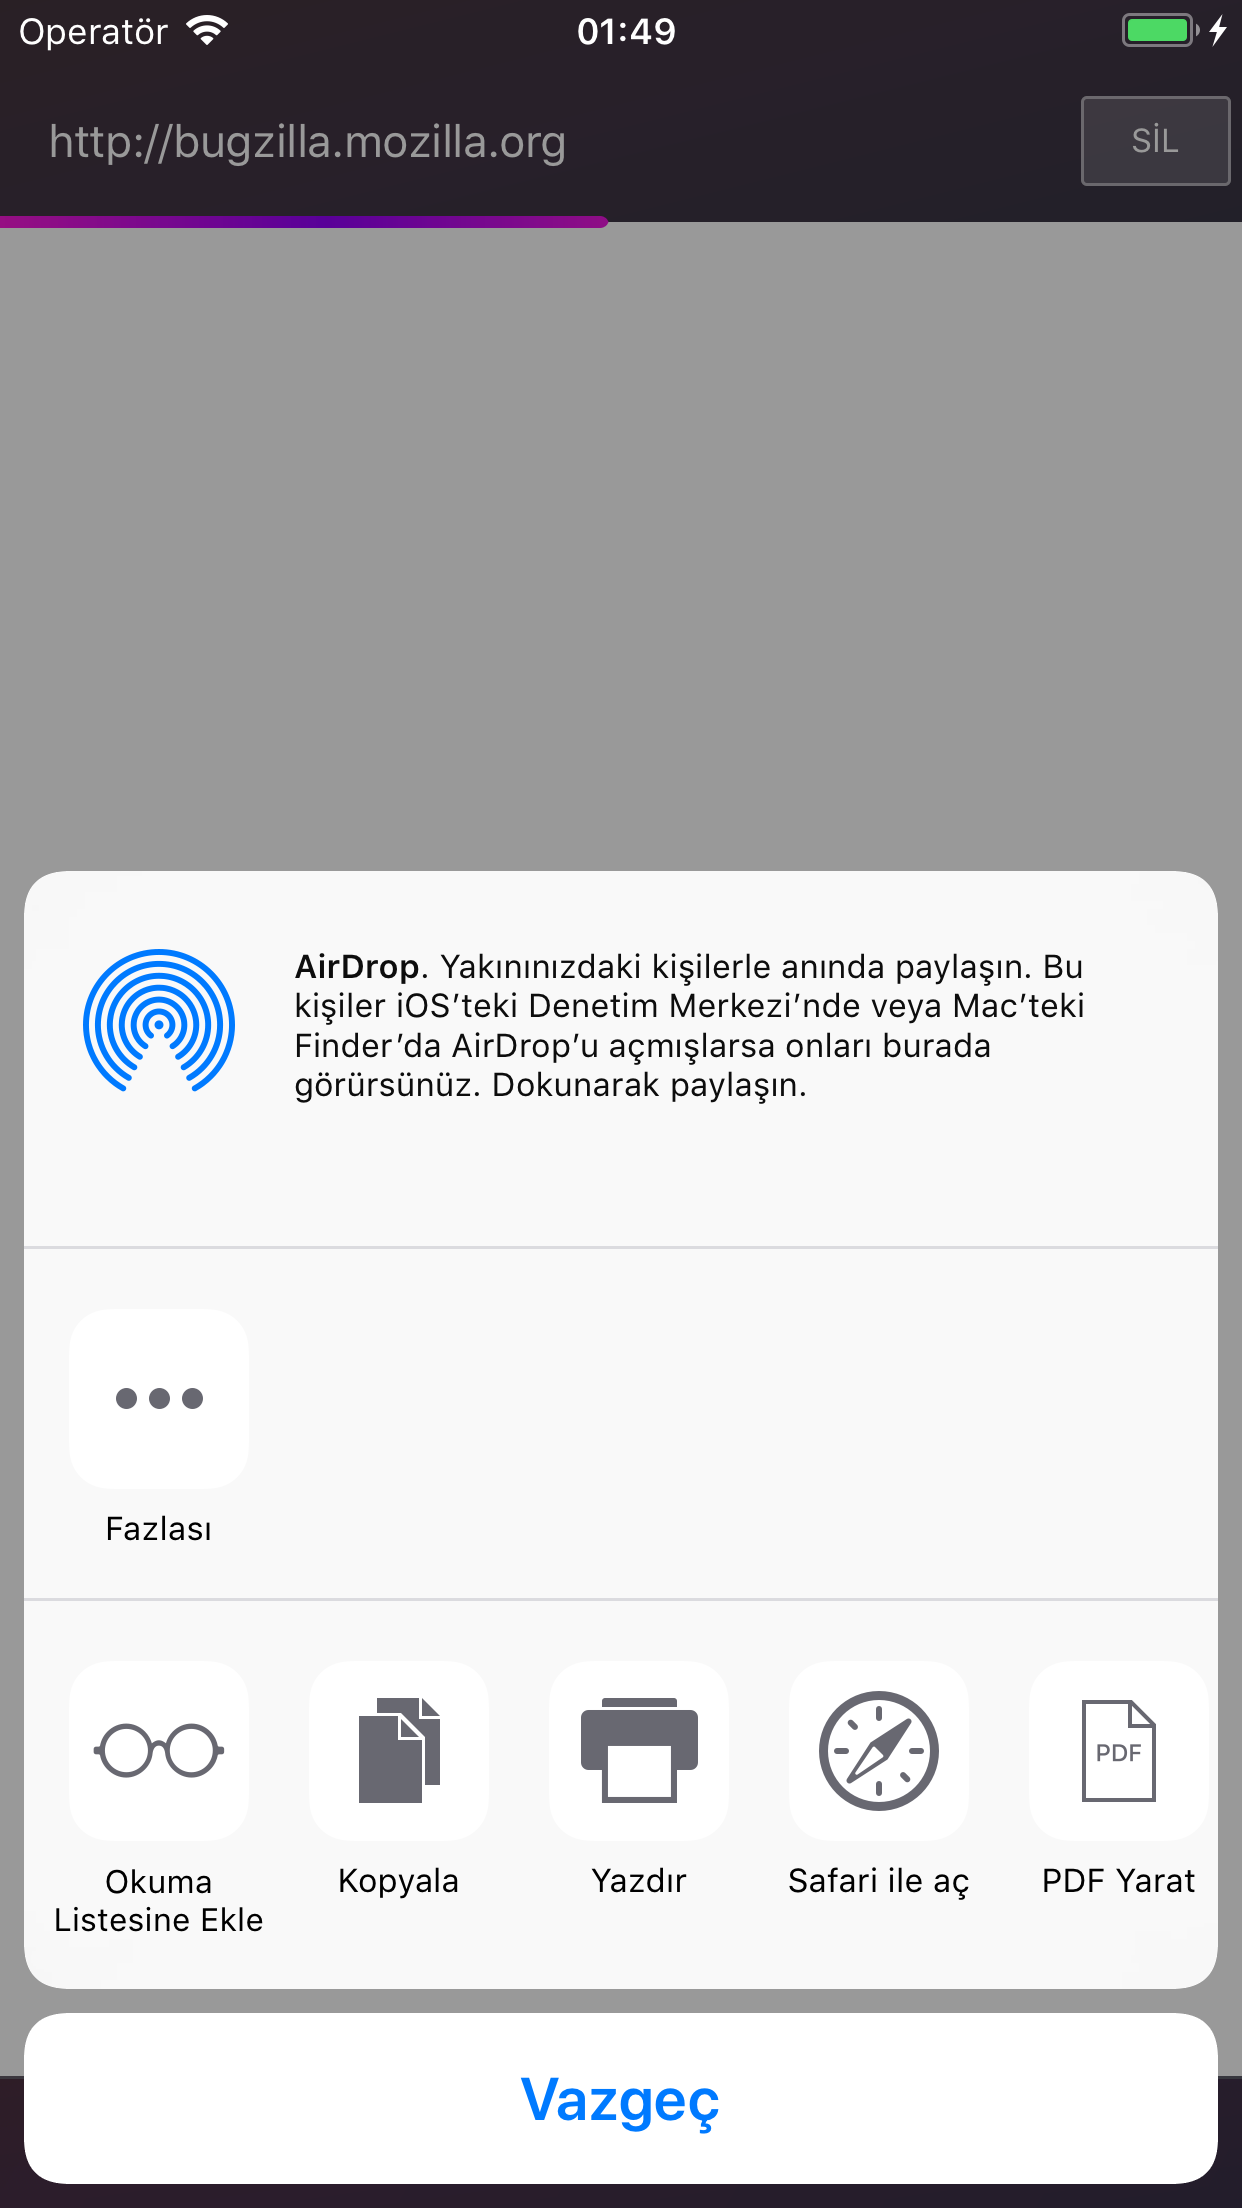 Operatör
01:49
http://bugzilla.mozilla.org
SİL
AirDrop. Yakınınızdaki kişilerle anında paylaşın. Bu
kişiler iOS’teki Denetim Merkezi’nde veya Mac’teki
Finder’da AirDrop’u açmışlarsa onları burada
görürsünüz. Dokunarak paylaşın.
Fazlası
PDF
Okuma
Listesine Ekle
Kopyala
Yazdır
Safari ile aç
PDF Yarat
Vazgeç